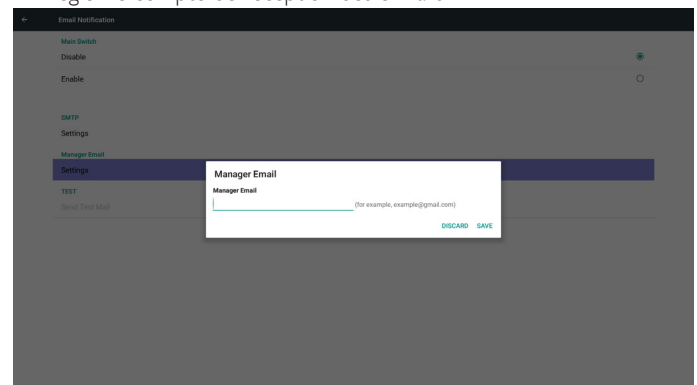 Email Notification
Main Switch
Disable
Enable
SMTP
Settings
Manager Email
Settings
TEST
Send Test Mail
Manager Email
Manager Email
(for example, example@gmail.com)
DISCARD SAVE